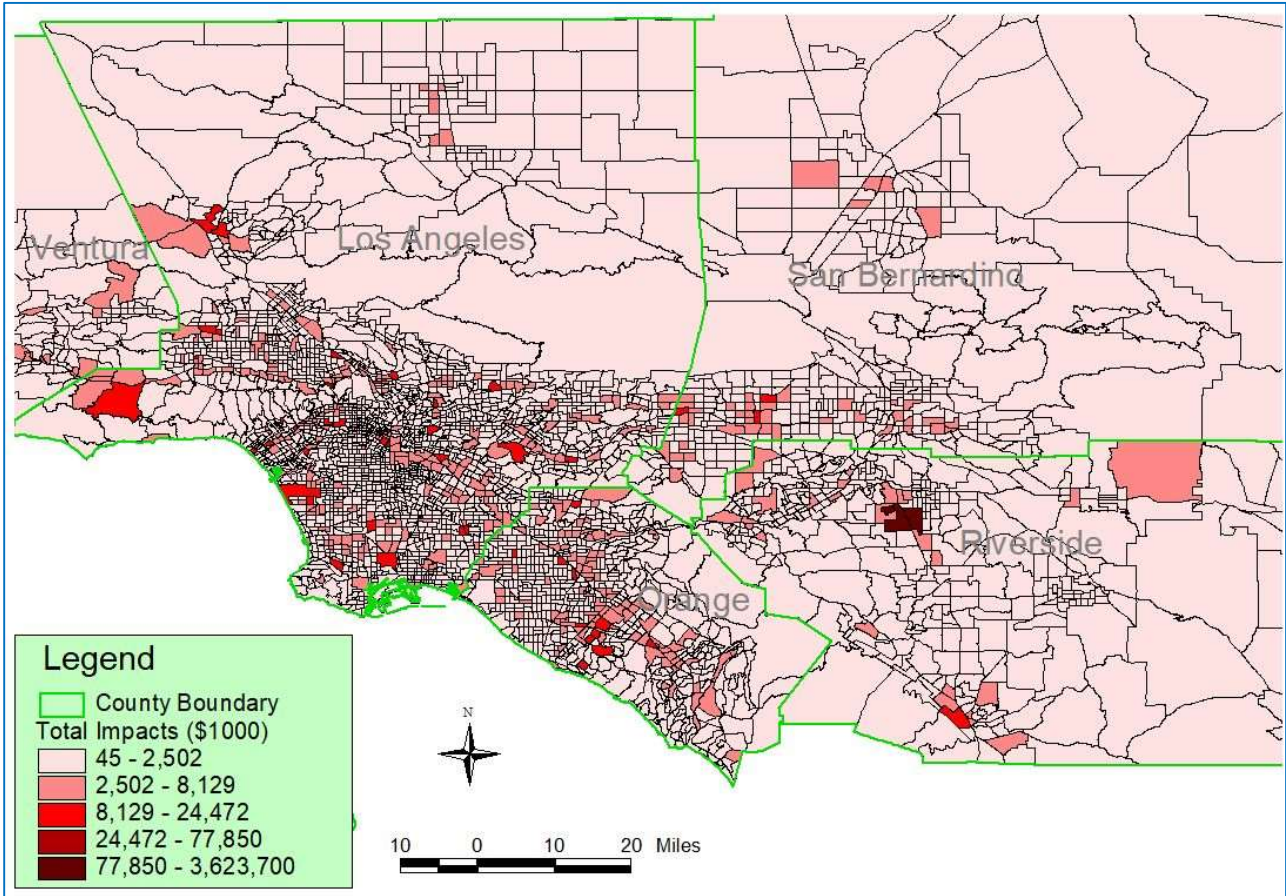 Ventura
Los Angeles
San Bernardino
Riverside
Orange
Legend
County Boundary
Total Impacts ($1000)
45 - 2,502
2,502 - 8,129
8,129 - 24,472
24,472 - 77,850
77,850 - 3,623,700
N
10 0 10 20 Miles